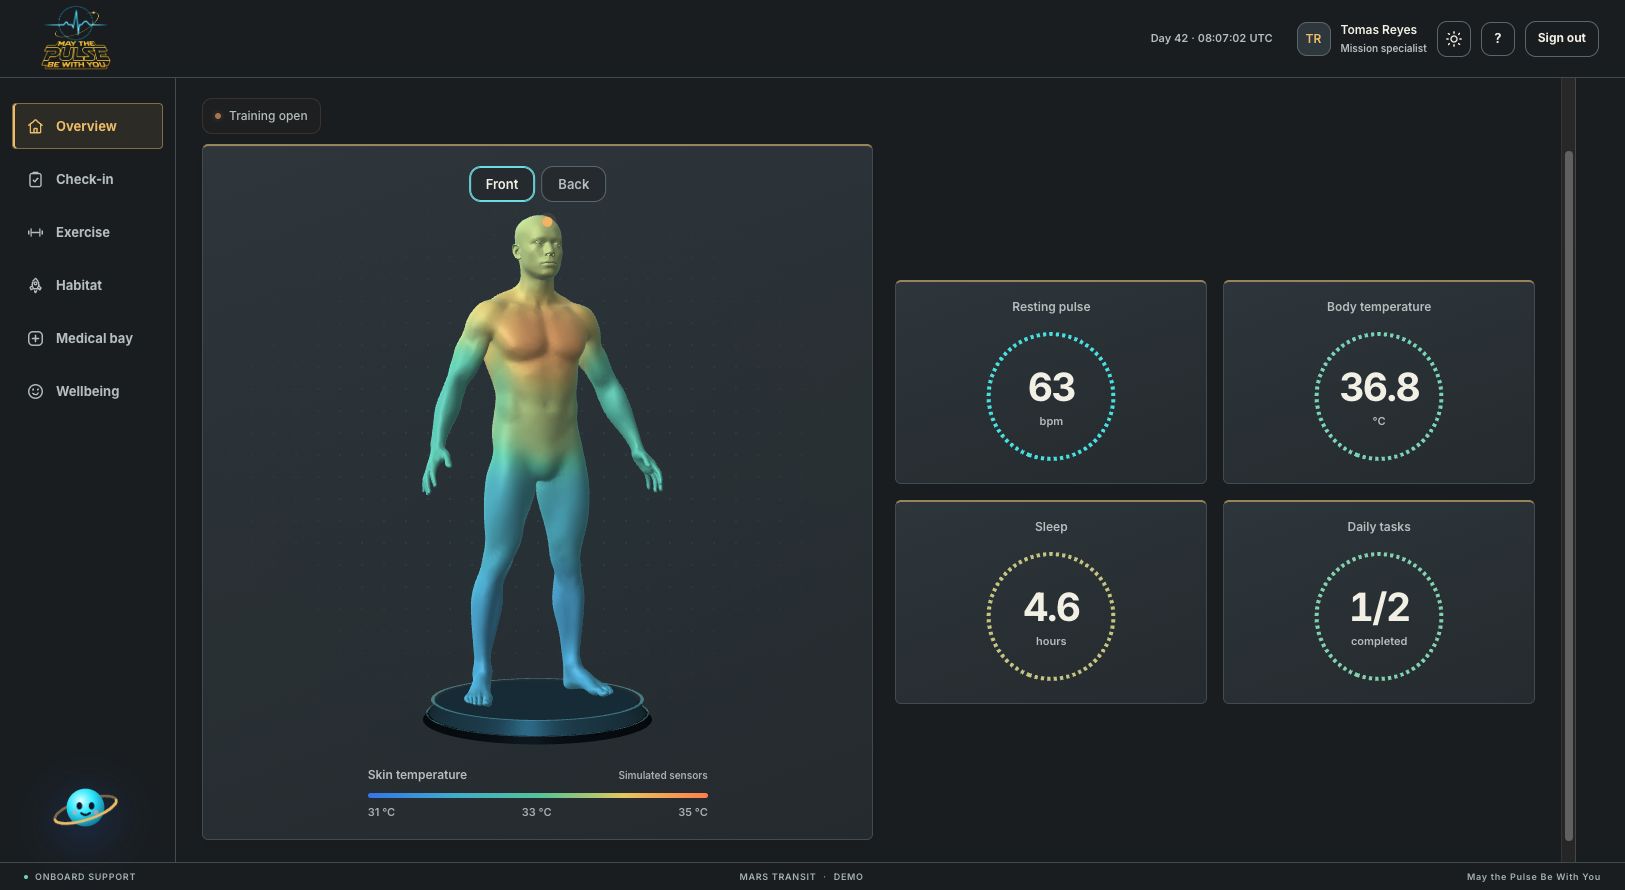 MAY THE
PULSE
BE WITH YOU
Day 42 · 08:07:02 UTC
TR
Tomas Reyes
Mission specialist
?
Sign out
Overview
Check-in
Exercise
Habitat
Medical bay
Wellbeing
Training open
Front
Back
Skin temperature
Simulated sensors
31 °C
33 °C
35 °C
Resting pulse
63
bpm
Body temperature
36.8
°C
Sleep
4.6
hours
Daily tasks
1/2
completed
ONBOARD SUPPORT
MARS TRANSIT · DEMO
May the Pulse Be With You